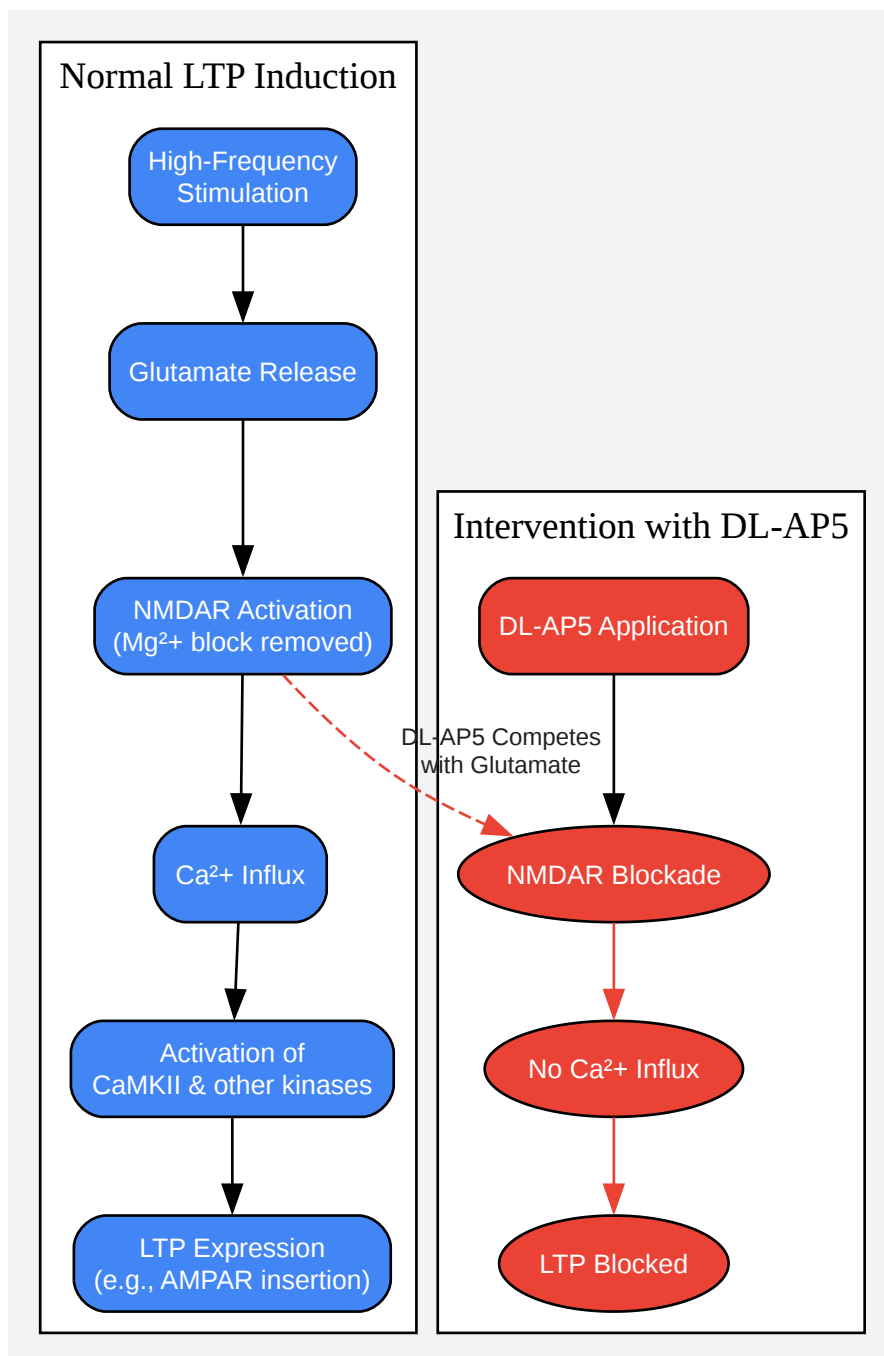 Normal LTP Induction
High-Frequency
Stimulation
Glutamate Release
NMDAR Activation
(Mg²+ block removed)
Ca²+ Influx
Activation of
CaMKII & other kinases
LTP Expression
(e.g., AMPAR insertion)
Intervention with DL-AP5
DL-AP5 Application
DL-AP5 Competes
with Glutamate
NMDAR Blockade
No Ca²+ Influx
LTP Blocked